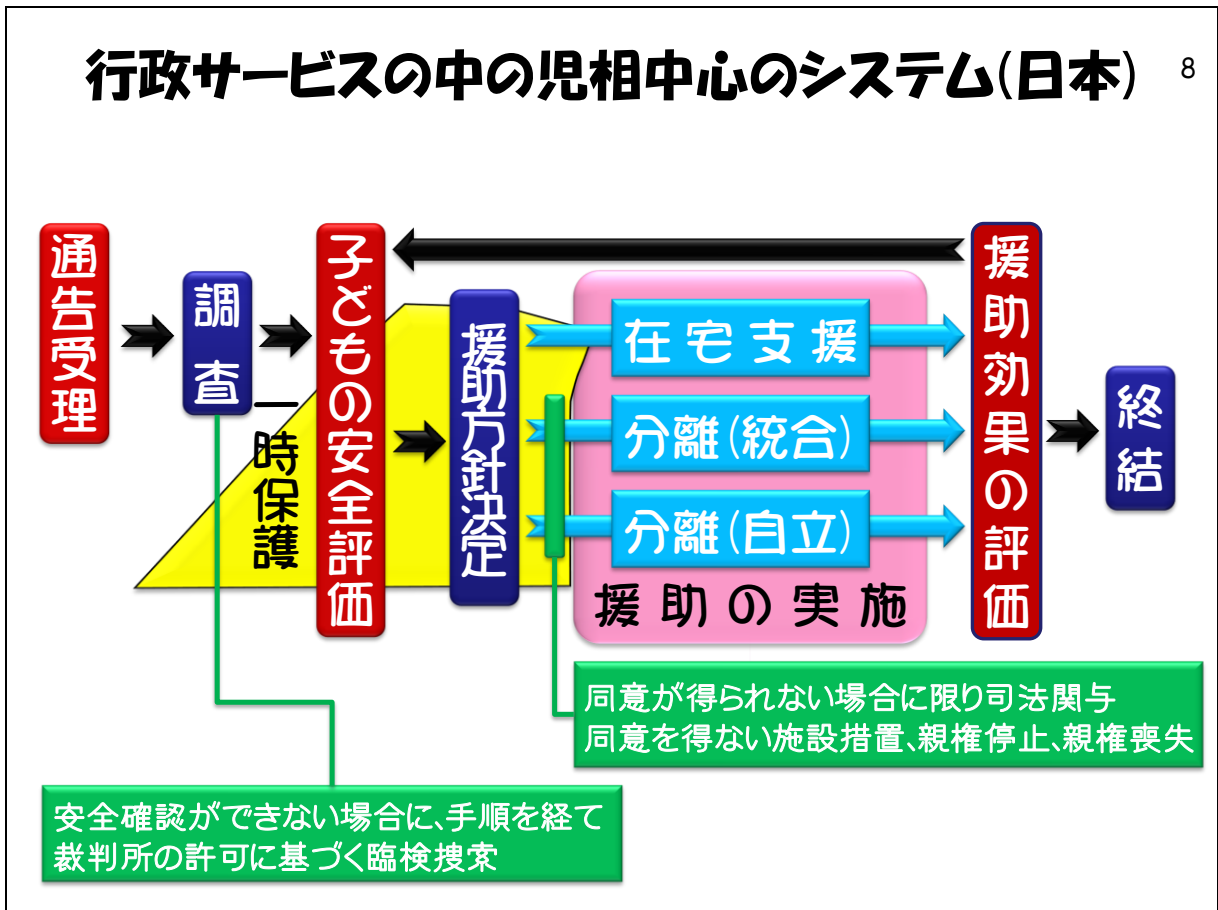 行政サービスの中の児相中心のシステム(日本)
8
通告受理
調査
一時保護
子どもの安全評価
援助方針決定
在宅支援
分離(統合)
分離(自立)
援助の実施
援助効果の評価
終結
同意が得られない場合に限り司法関与
同意を得ない施設措置、親権停止、親権喪失
安全確認ができない場合に、手順を経て
裁判所の許可に基づく臨検捜索